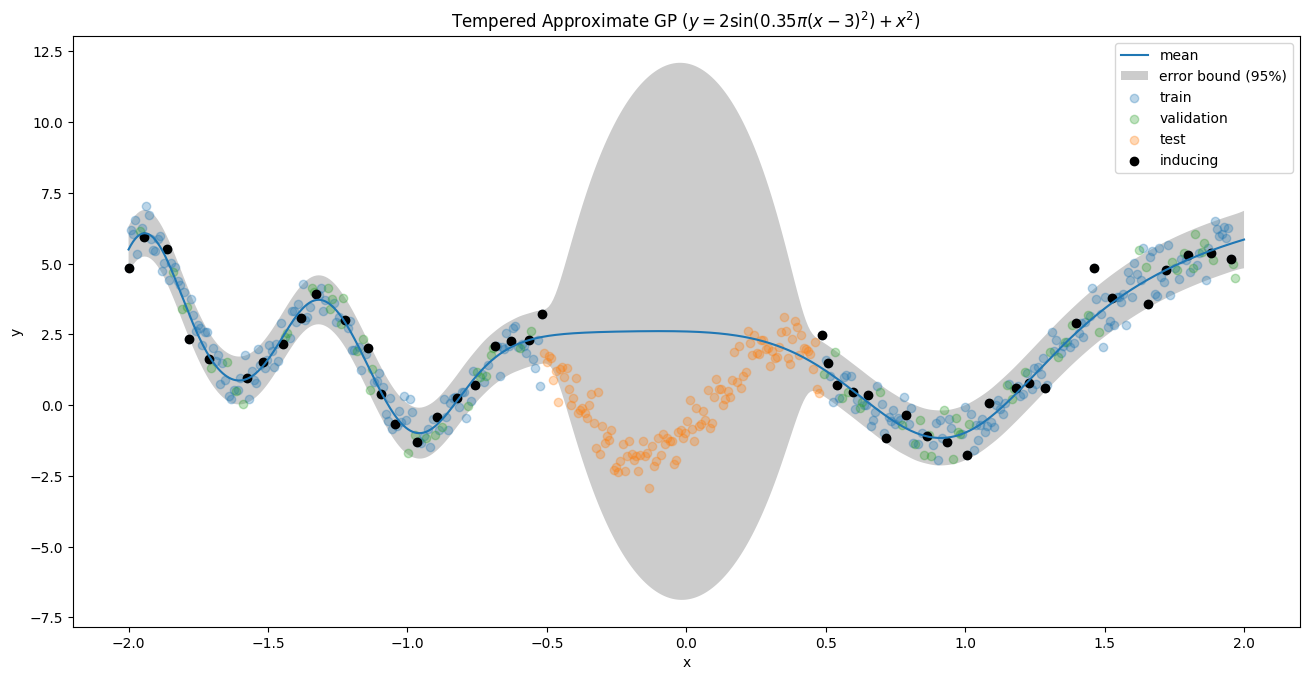 Tempered Approximate GP (y = 2sin(0.35π(x − 3)²) + x²)
mean
error bound (95%)
train
validation
test
inducing
12.5
10.0
7.5
5.0
2.5
0.0
−2.5
−5.0
−7.5
y
−2.0 −1.5 −1.0 −0.5 0.0 0.5 1.0 1.5 2.0
x